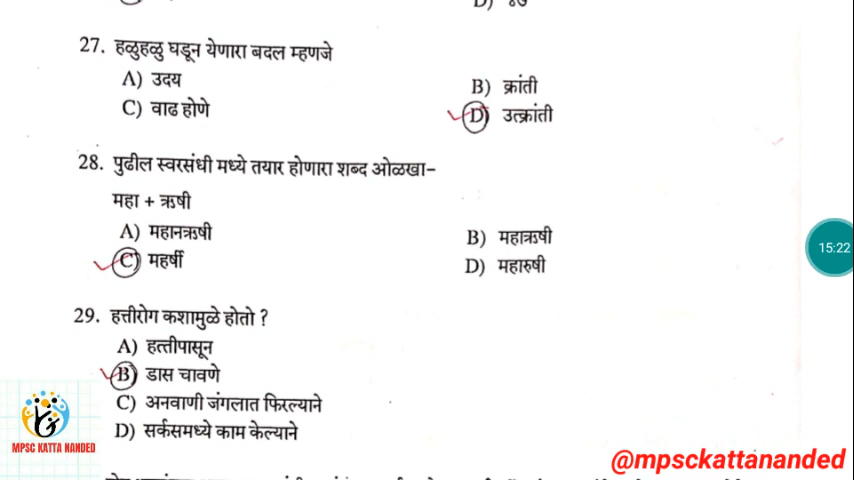 D) ४७
27. हळुहळु घडून येणारा बदल म्हणजे
A) उदय
B) क्रांती
C) वाढ होणे
D) उत्क्रांती
28. पुढील स्वरसंधी मध्ये तयार होणारा शब्द ओळखा–
महा + ऋषी
A) महानऋषी
B) महाऋषी
C) महर्षी
D) महारुषी
29. हत्तीरोग कशामुळे होतो ?
A) हत्तीपासून
B) डास चावणे
C) अनवाणी जंगलात फिरल्याने
D) सर्कसमध्ये काम केल्याने
15:22
MPSC KATTA NANDED
@mpsckattananded